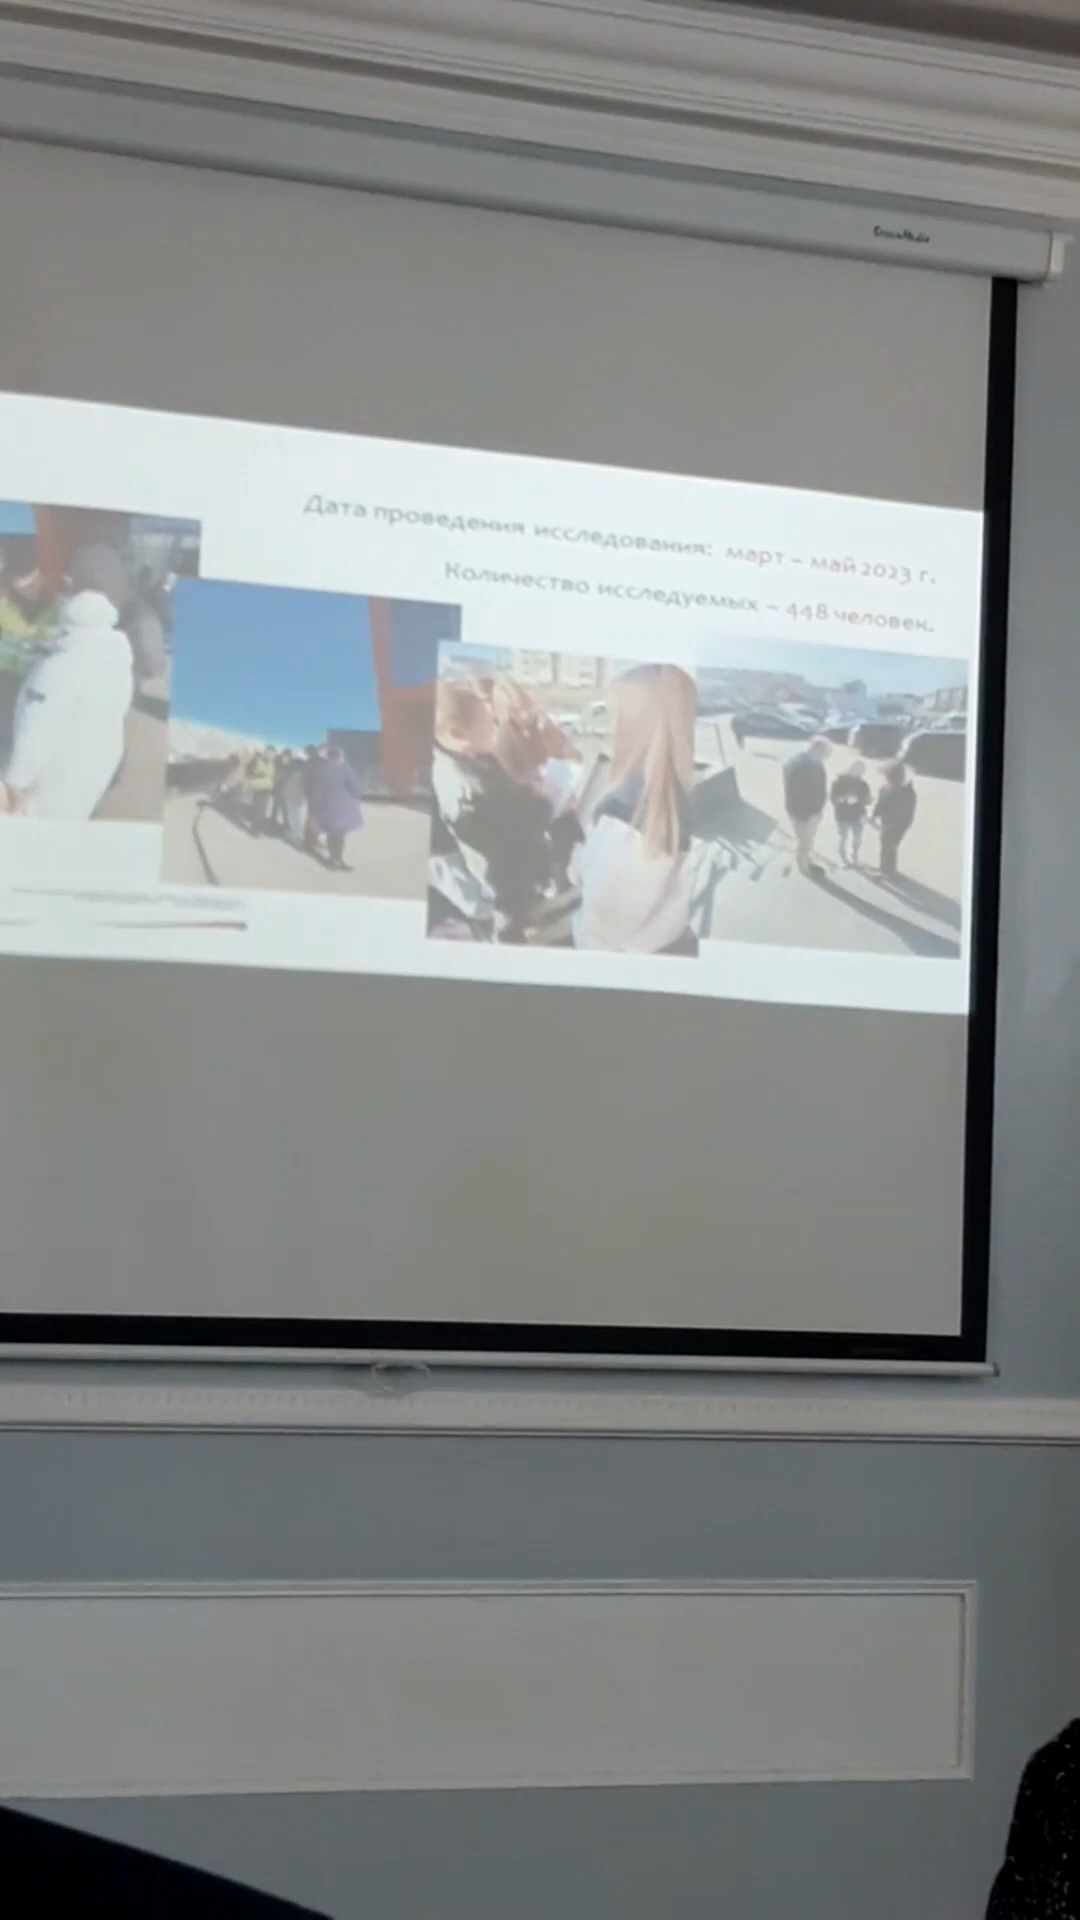 Дата проведения исследования: март – май 2023 г.
Количество исследуемых – 448 человек.